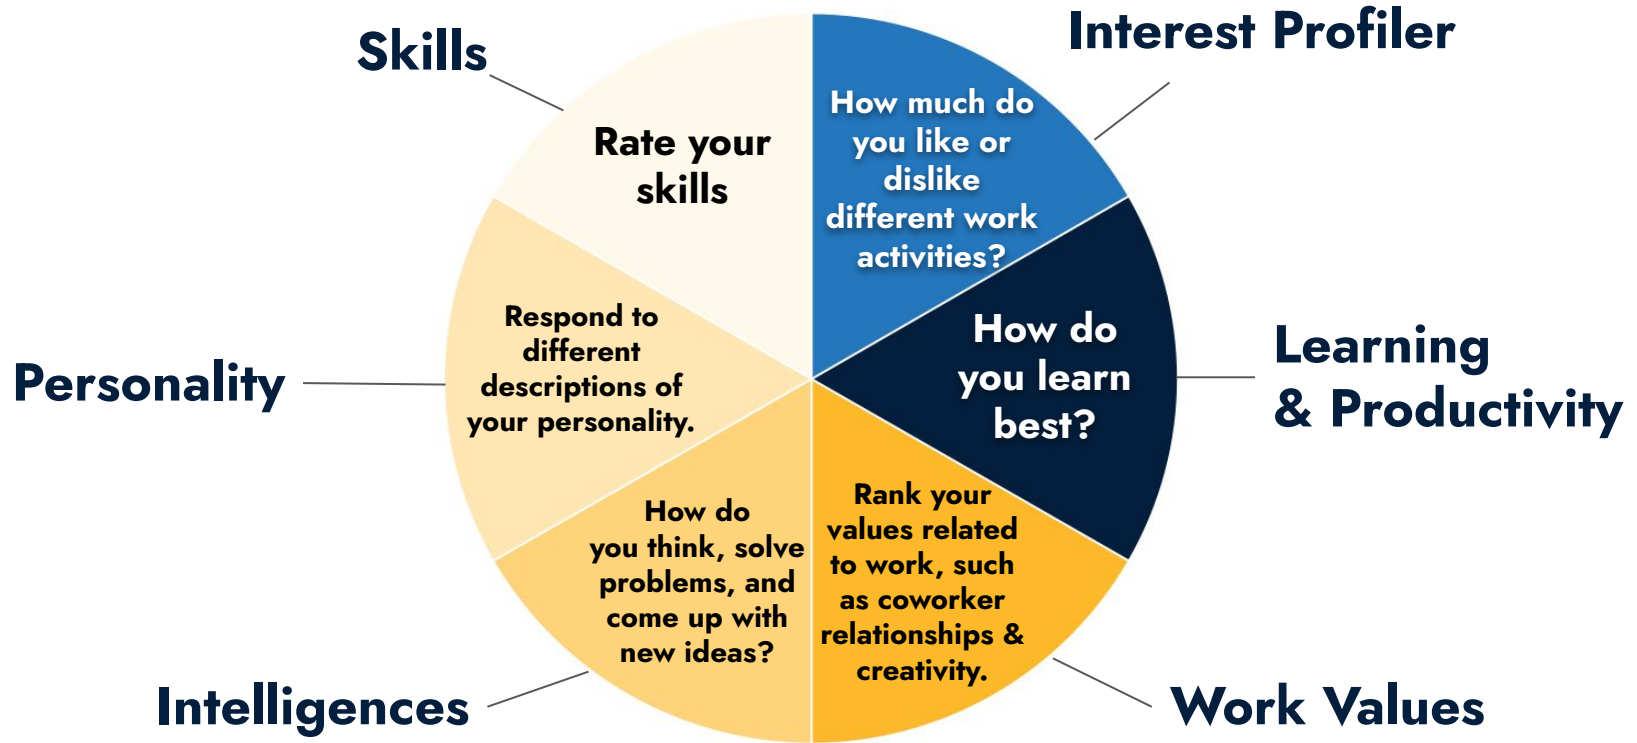 Skills
Rate your
skills
Interest Profiler
How much do
you like or
dislike
different work
activities?
Learning
& Productivity
How do
you learn
best?
Work Values
Rank your
values related
to work, such
as coworker
relationships &
creativity.
Intelligences
How do
you think, solve
problems, and
come up with
new ideas?
Personality
Respond to
different
descriptions of
your personality.